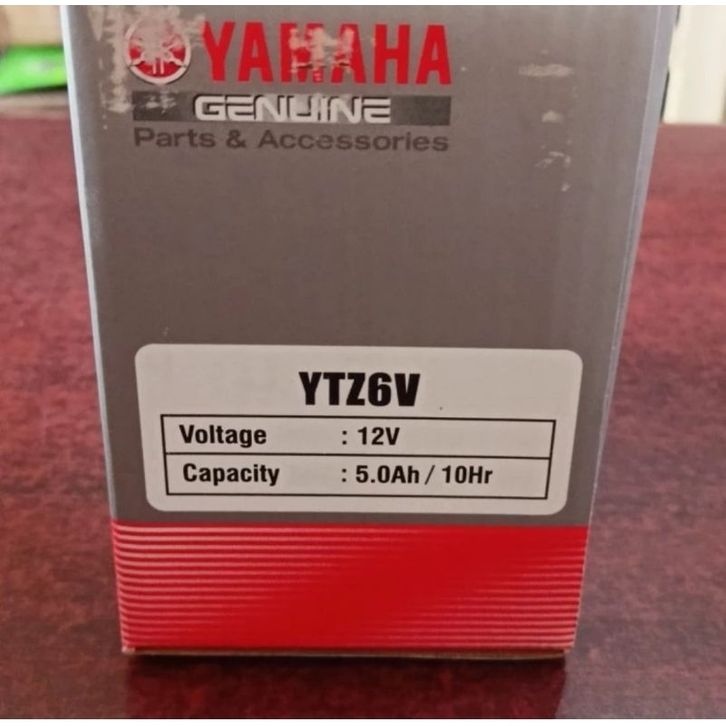 YAMAHA
GENUINE
Parts & Accessories
YTZ6V
Voltage : 12V
Capacity : 5.0Ah / 10Hr